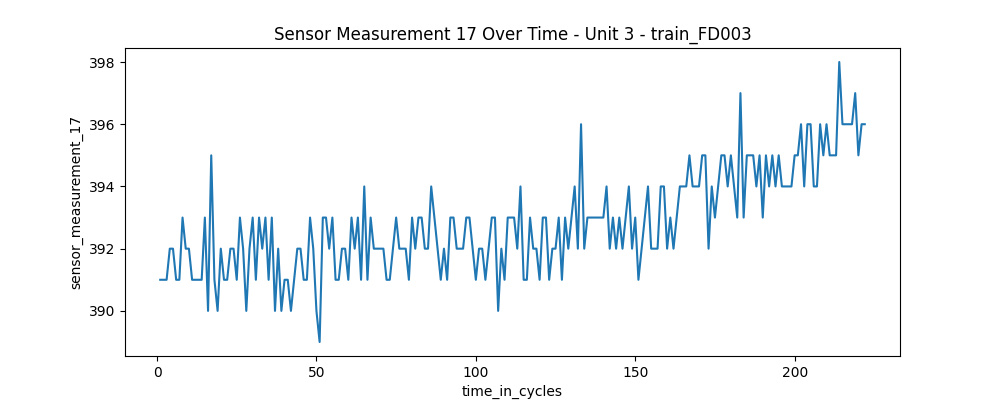 Sensor Measurement 17 Over Time - Unit 3 - train_FD003
398
396
394
392
390
sensor_measurement_17
0 50 100 150 200
time_in_cycles